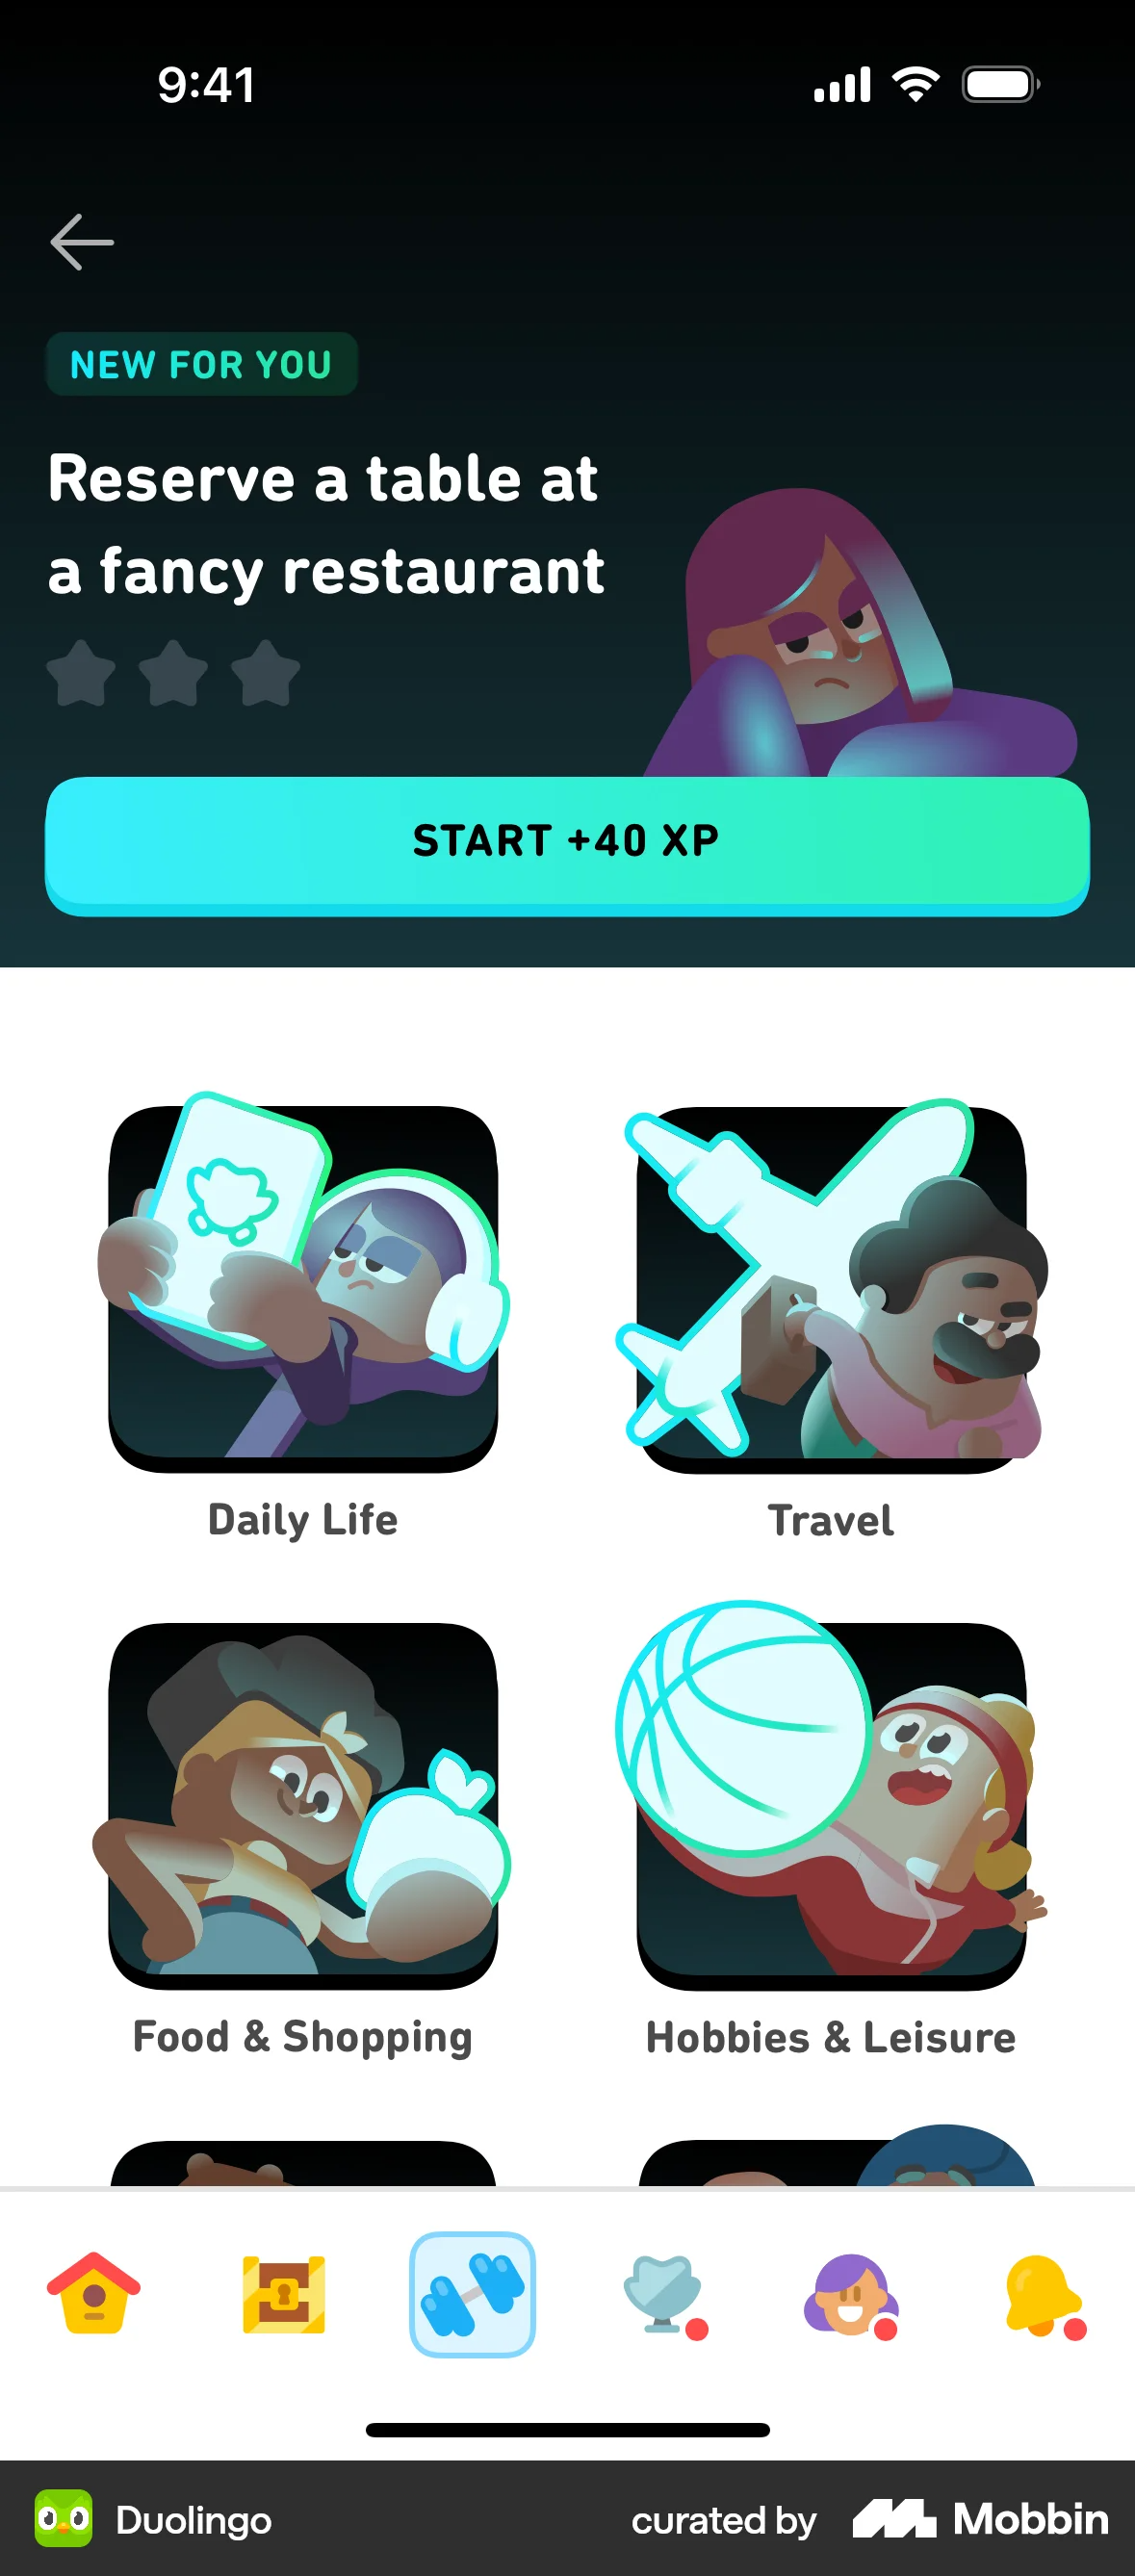 9:41
NEW FOR YOU
Reserve a table at
a fancy restaurant
START +40 XP
Daily Life
Travel
Food & Shopping
Hobbies & Leisure
Duolingo
curated by Mobbin